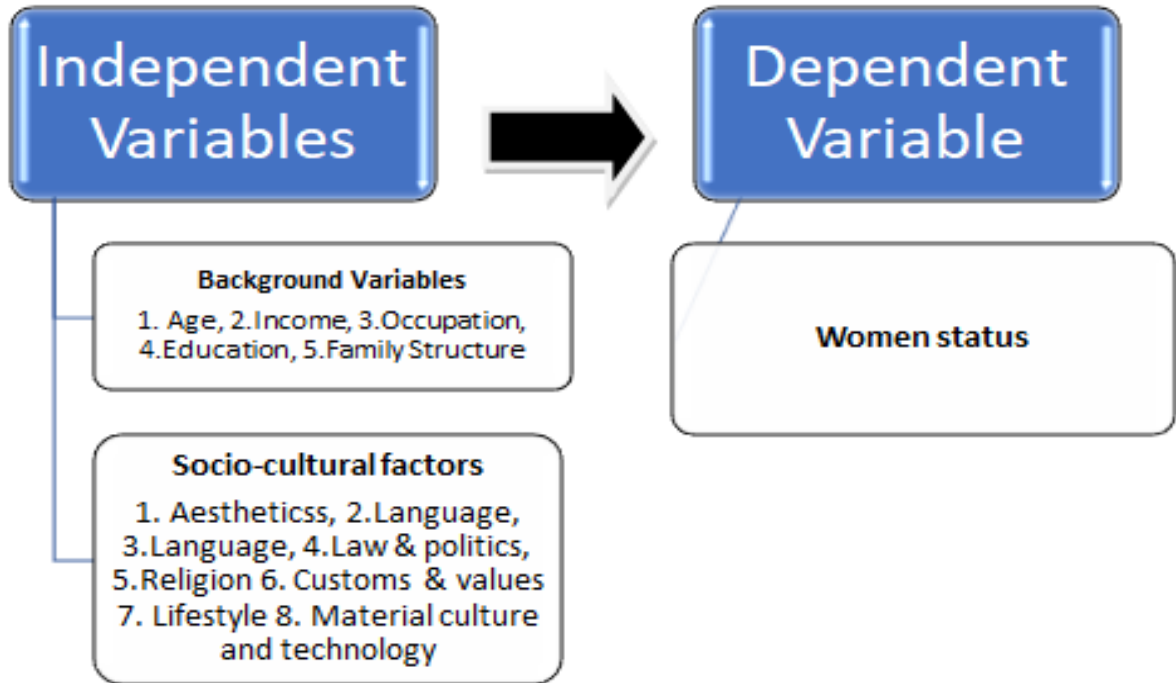 Independent
Variables
Background Variables
1. Age, 2.Income, 3.Occupation,
4.Education, 5.Family Structure
Socio-cultural factors
1. Aestheticss, 2.Language,
3.Language, 4.Law & politics,
5.Religion 6. Customs & values
7. Lifestyle 8. Material culture
and technology
Dependent
Variable
Women status